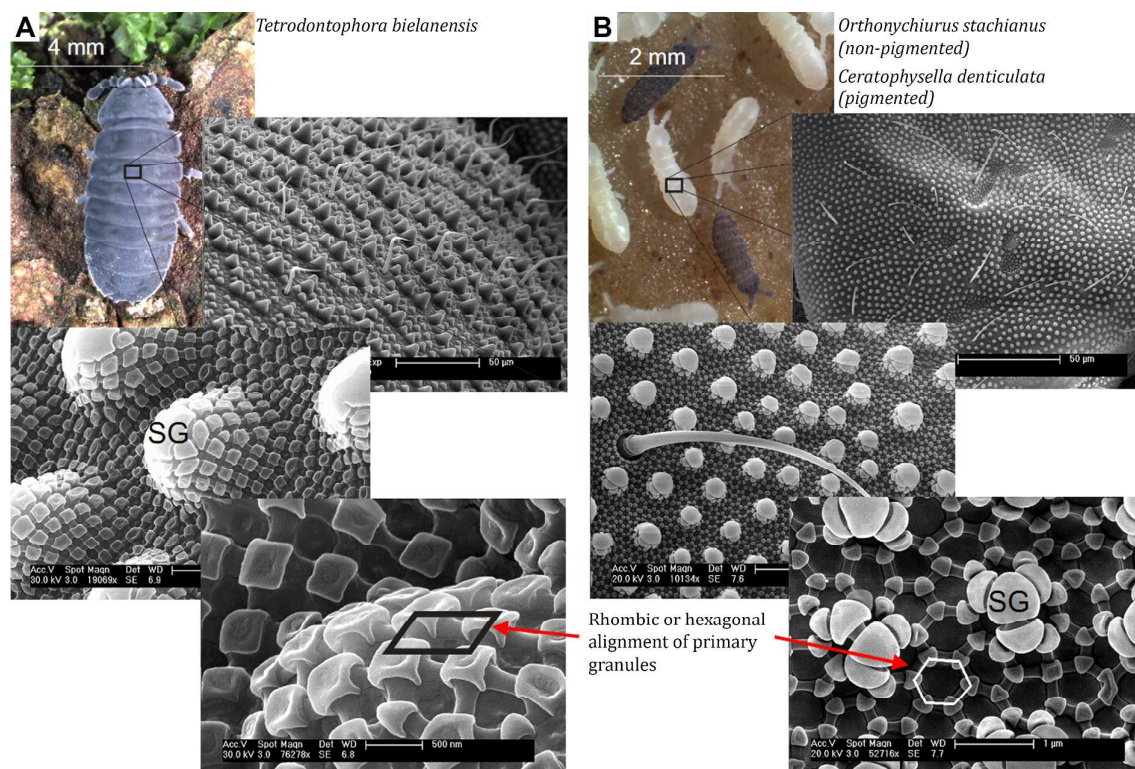 A
4 mm
Tetrodontophora bielanensis
Exp 50 µm
SG
Acc.V Spot Magn Det WD
30.0 kV 3.0 19069x SE 6.9
Acc.V Spot Magn Det WD
30.0 kV 3.0 76278x SE 6.8
500 nm
B
2 mm
Orthonychiurus stachianus
(non-pigmented)
Ceratophysella denticulata
(pigmented)
50 µm
Acc.V Spot Magn Det WD
20.0 kV 3.0 10134x SE 7.6
Rhombic or hexagonal
alignment of primary
granules
SG
Acc.V Spot Magn Det WD
20.0 kV 3.0 52716x SE 7.7
1 µm